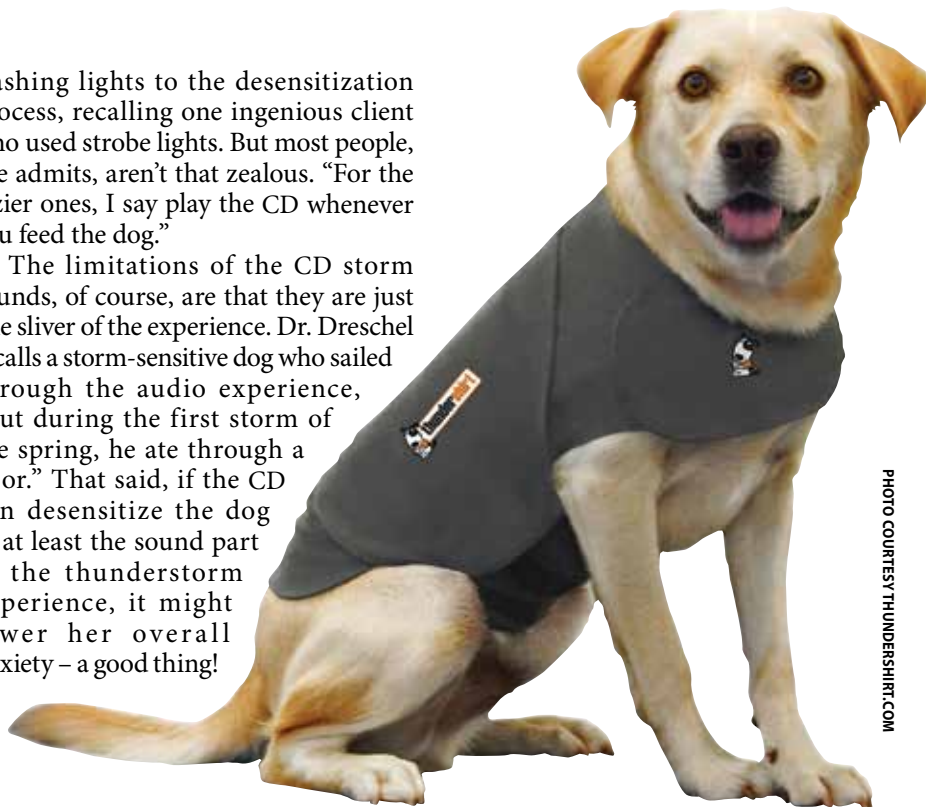 ashing lights to the desensitization
ocess, recalling one ingenious client
ho used strobe lights. But most people,
e admits, aren’t that zealous. “For the
zier ones, I say play the CD whenever
u feed the dog.”
The limitations of the CD storm
unds, of course, are that they are just
e sliver of the experience. Dr. Dreschel
calls a storm-sensitive dog who sailed
rough the audio experience,
ut during the first storm of
e spring, he ate through a
or.” That said, if the CD
n desensitize the dog
at least the sound part
the thunderstorm
perience, it might
wer her overall
xiety – a good thing!
thundershirt
PHOTO COURTESY THUNDERSHIRT.COM